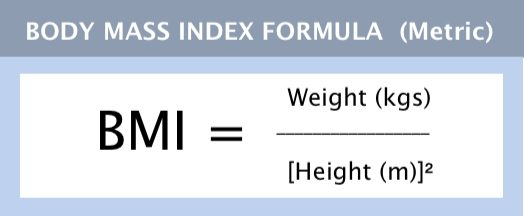 BODY MASS INDEX FORMULA (Metric)
Weight (kgs)
BMI =
[Height (m)]²